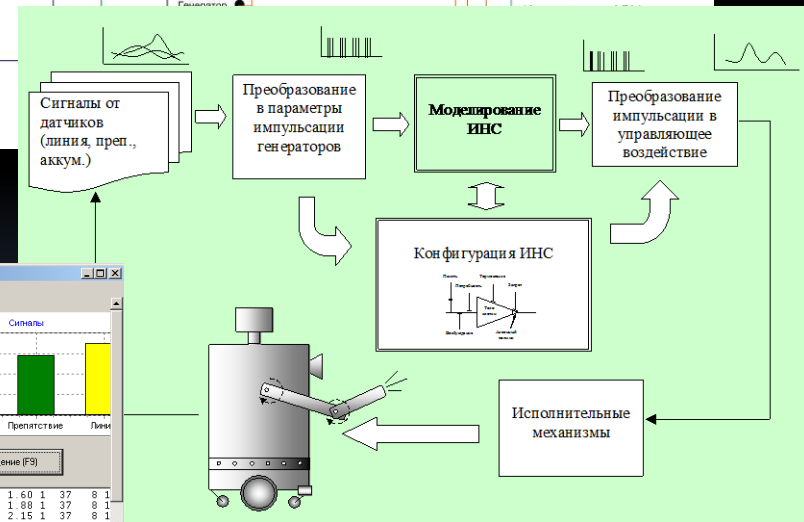 Генератор
Сигналы от
датчиков
(линия, преп.,
аккум.)
Преобразование
в параметры
импульсации
генераторов
Моделирование
ИНС
Преобразование
импульсации в
управляющее
воздействие
Конфигурация ИНС
Исполнительные
механизмы
Сигналы
Препятствие
Лини
ение (F9)
1.60 1 37 8 1
1.88 1 37 8 1
2.15 1 37 8 1